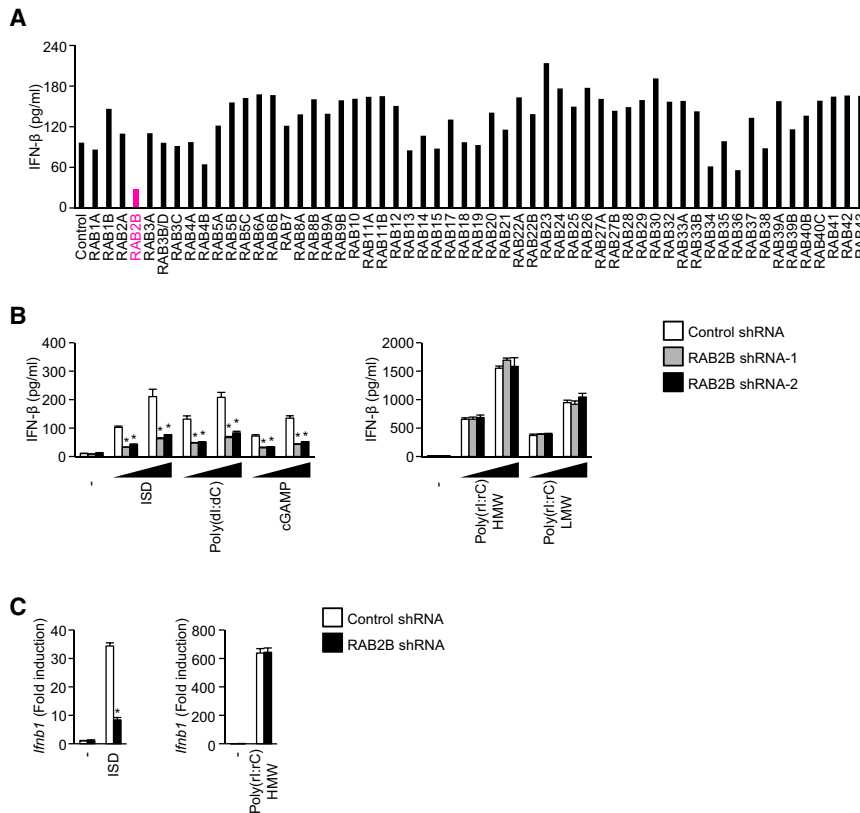 A
IFN-β (pg/ml)
240
180
120
60
0
Control
RAB1A
RAB1B
RAB2A
RAB2B
RAB3A
RAB3B/D
RAB3C
RAB4A
RAB4B
RAB5A
RAB5B
RAB5C
RAB6A
RAB6B
RAB7
RAB8A
RAB8B
RAB9A
RAB9B
RAB10
RAB11A
RAB11B
RAB12
RAB13
RAB14
RAB15
RAB17
RAB18
RAB19
RAB20
RAB21
RAB22A
RAB22B
RAB23
RAB24
RAB25
RAB26
RAB27A
RAB27B
RAB28
RAB29
RAB30
RAB32
RAB33A
RAB33B
RAB34
RAB35
RAB36
RAB37
RAB38
RAB39A
RAB39B
RAB40B
RAB40C
RAB41
RAB42
B
IFN-β (pg/ml)
400
300
200
100
0
* *
* *
* *
* *
* *
* *
-
ISD
Poly(dI:dC)
cGAMP
IFN-β (pg/ml)
2000
1500
1000
500
0
-
Poly(rI:rC)
HMW
Poly(rI:rC)
LMW
Control shRNA
RAB2B shRNA-1
RAB2B shRNA-2
C
Ifnb1 (Fold induction)
40
30
20
10
0
*
-
ISD
Ifnb1 (Fold induction)
800
600
400
200
0
-
Poly(rI:rC)
HMW
Control shRNA
RAB2B shRNA